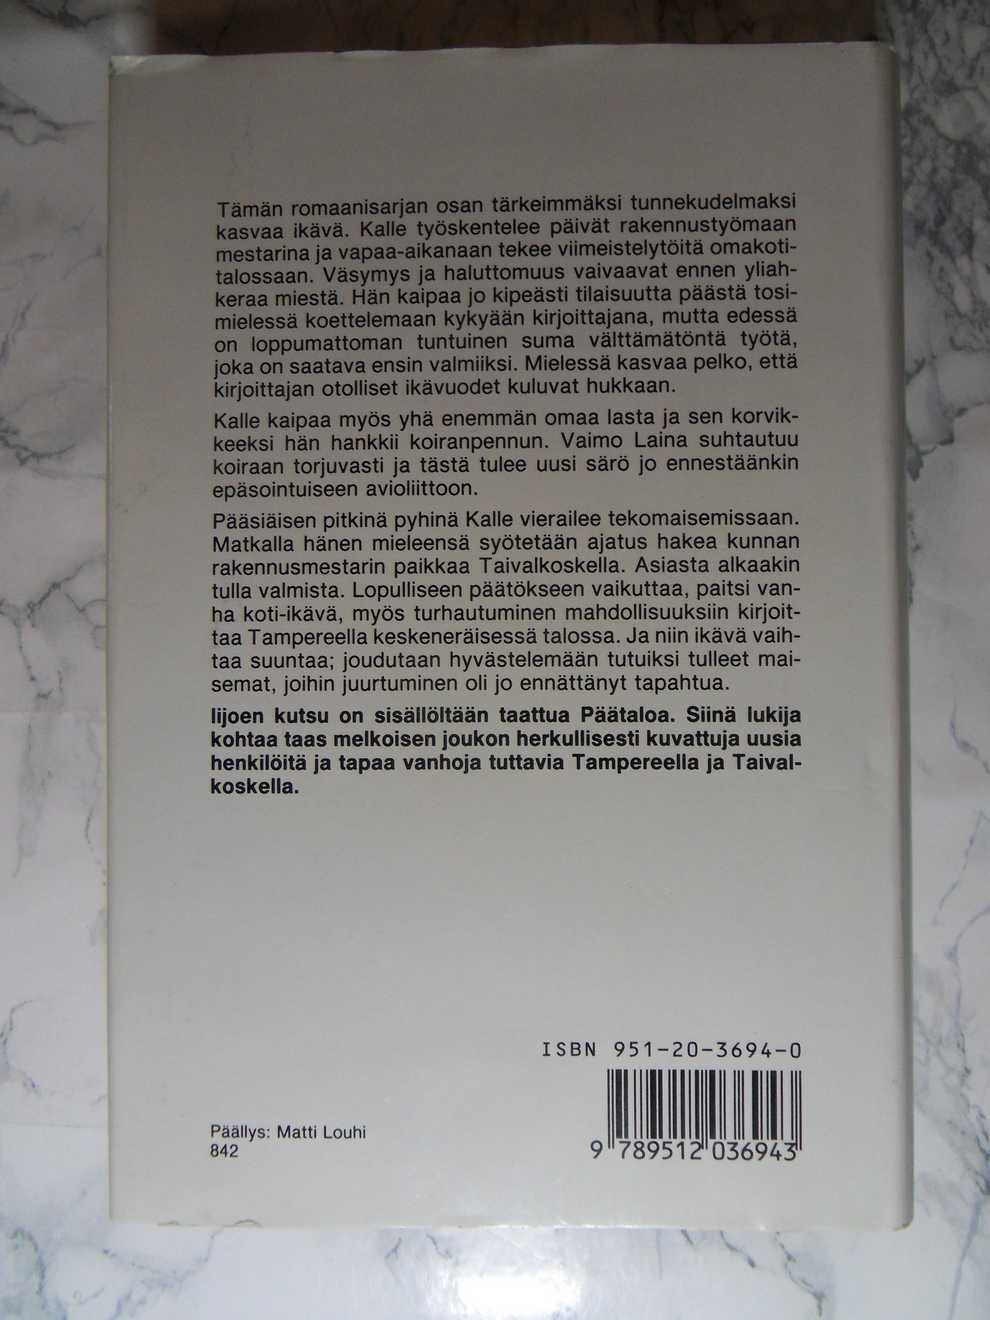 Tämän romaanisarjan osan tärkeimmäksi tunnekudelmaksi
kasvaa ikävä. Kalle työskentelee päivät rakennustyömaan
mestarina ja vapaa-aikanaan tekee viimeistelytöitä omakoti-
talossaan. Väsymys ja haluttomuus vaivaavat ennen yliah-
keraa miestä. Hän kaipaa jo kipeästi tilaisuutta päästä tosi-
mielessä koettelemaan kykyään kirjoittajana, mutta edessä
on loppumattoman tuntuinen suma välttämätöntä työtä,
joka on saatava ensin valmiiksi. Mielessä kasvaa pelko, että
kirjoittajan otolliset ikävuodet kuluvat hukkaan.
Kalle kaipaa myös yhä enemmän omaa lasta ja sen korvik-
keeksi hän hankkii koiranpennun. Vaimo Laina suhtautuu
koiraan torjuvasti ja tästä tulee uusi särö jo ennestäänkin
epäsointuiseen avioliittoon.
Pääsiäisen pitkinä pyhinä Kalle vierailee tekomaisemissaan.
Matkalla hänen mieleensä syötetään ajatus hakea kunnan
rakennusmestarin paikkaa Taivalkoskella. Asiasta alkaakin
tulla valmista. Lopulliseen päätökseen vaikuttaa, paitsi van-
ha koti-ikävä, myös turhautuminen mahdollisuuksiin kirjoit-
taa Tampereella keskeneräisessä talossa. Ja niin ikävä vaih-
taa suuntaa; joudutaan hyvästelemään tutuiksi tulleet mai-
semat, joihin juurtuminen oli jo ennättänyt tapahtua.
Iijoen kutsu on sisällöltään taattua Päätaloa. Siinä lukija
kohtaa taas melkoisen joukon herkullisesti kuvattuja uusia
henkilöitä ja tapaa vanhoja tuttavia Tampereella ja Taival-
koskella.
ISBN 951-20-3694-0
Päällys: Matti Louhi
842
9 789512 036943